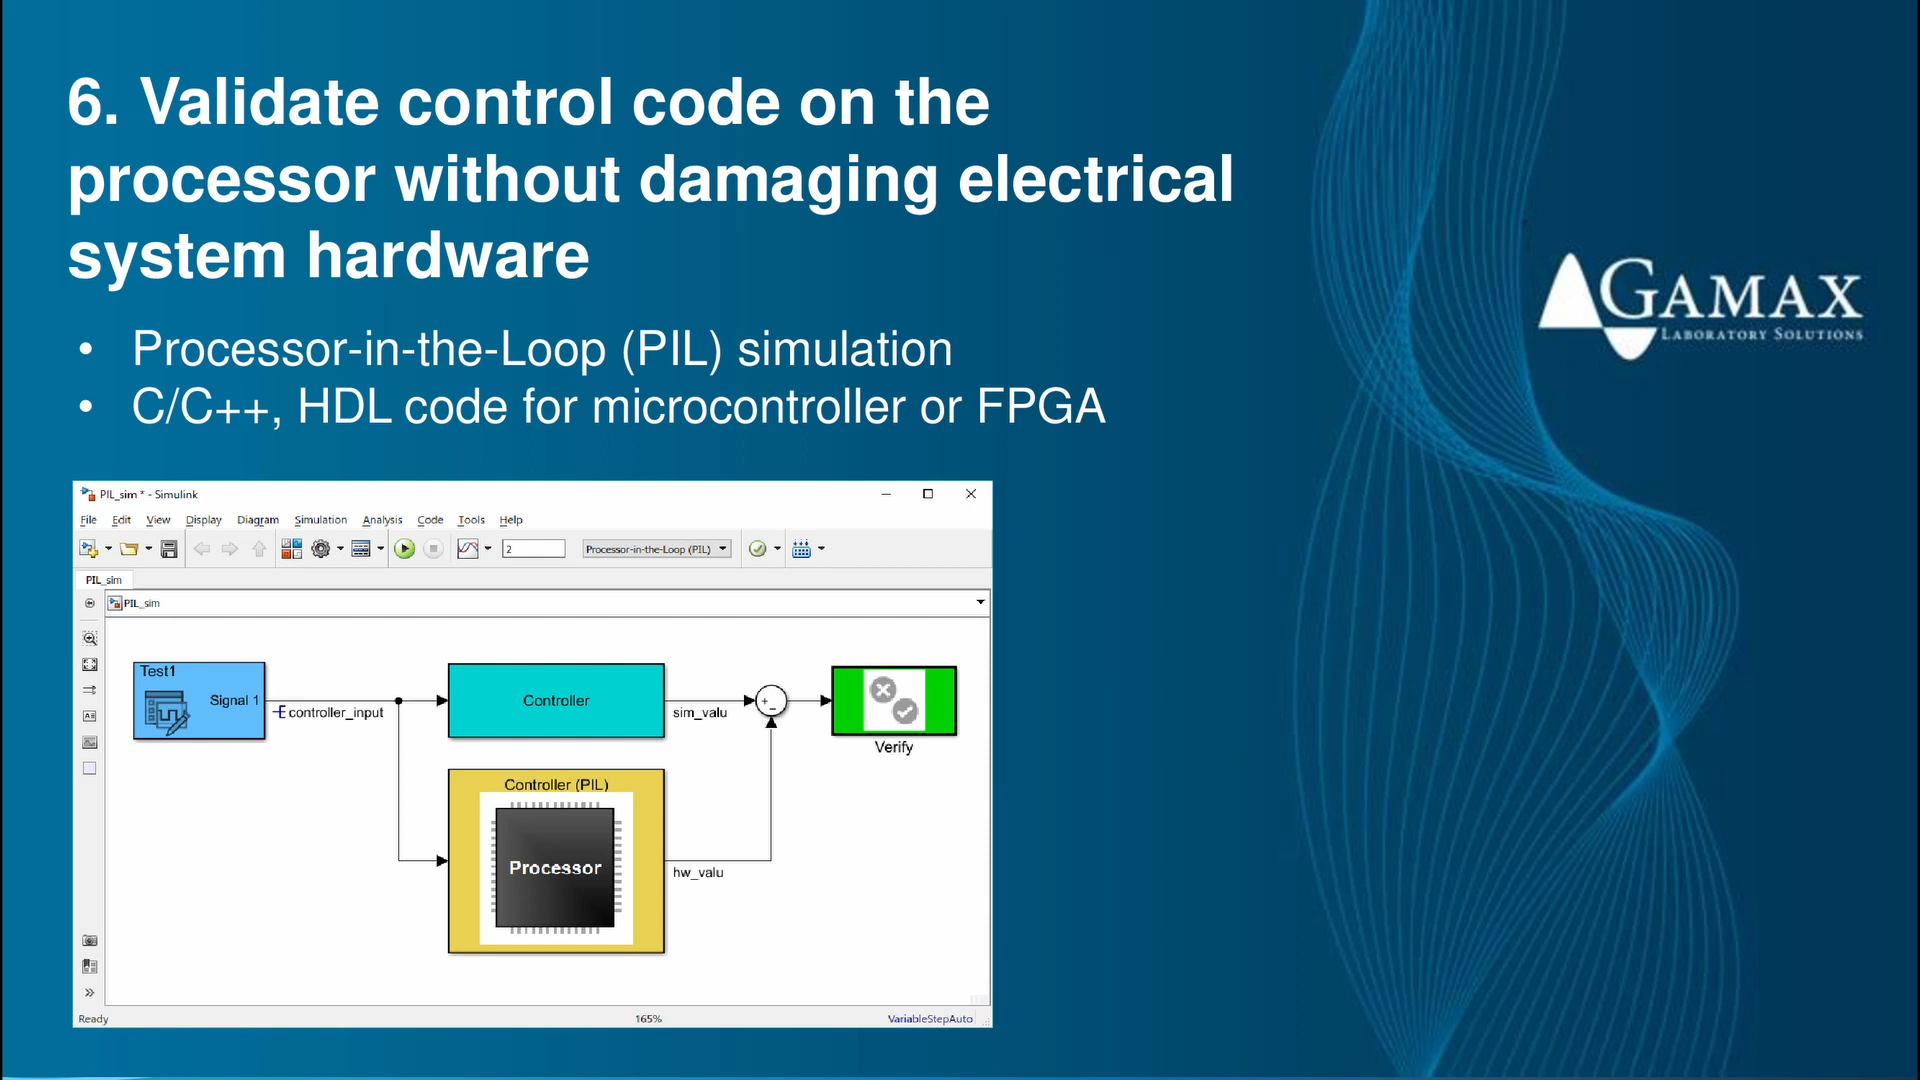 6. Validate control code on the
processor without damaging electrical
system hardware
• Processor-in-the-Loop (PIL) simulation
• C/C++, HDL code for microcontroller or FPGA
GAMAX
LABORATORY SOLUTIONS
PIL_sim * - Simulink
File Edit View Display Diagram Simulation Analysis Code Tools Help
2 Processor-in-the-Loop (PIL)
PIL_sim
PIL_sim
Test1
Signal 1
controller_input
Controller
sim_valu
+
−
Verify
Controller (PIL)
Processor
hw_valu
Ready 165% VariableStepAuto